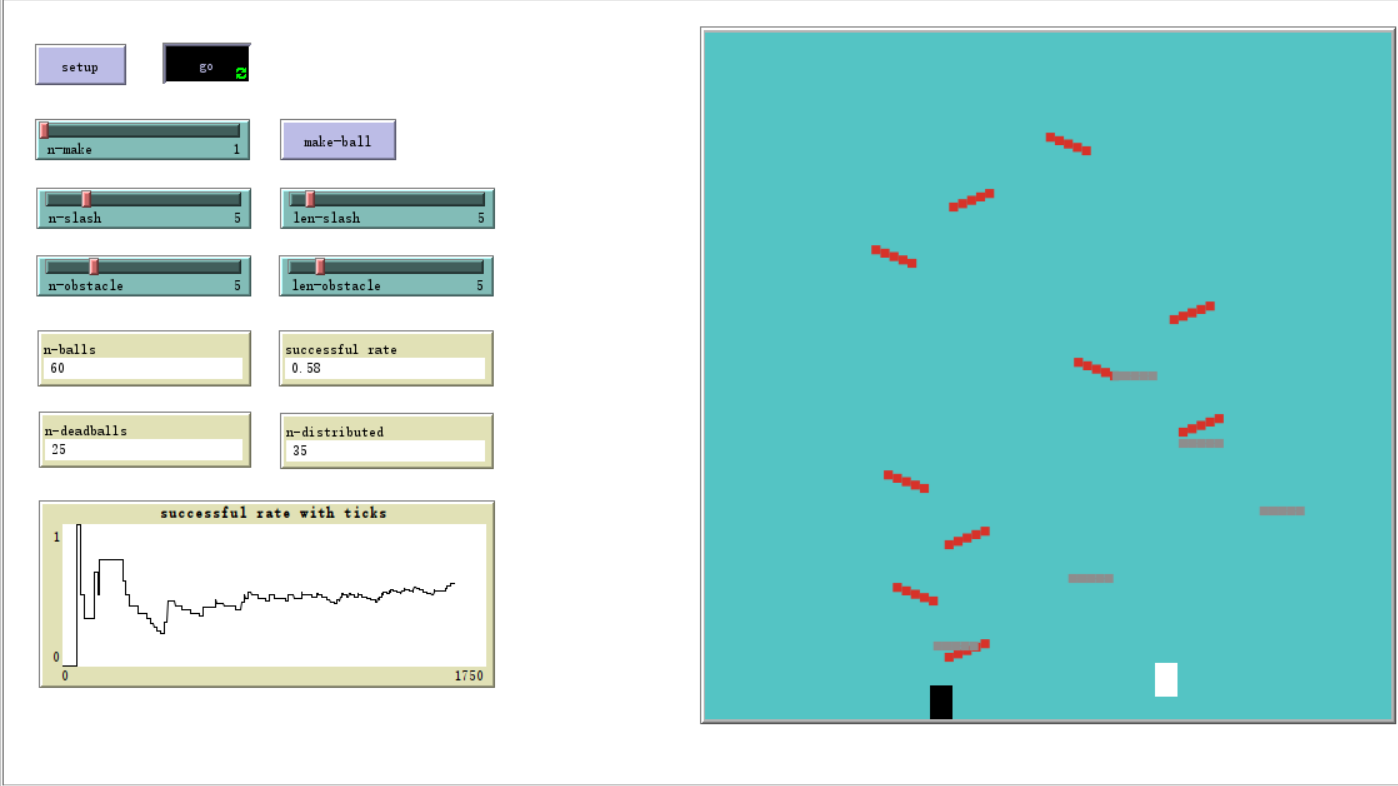 setup
go
n-make 1
make-ball
n-slash 5
len-slash 5
n-obstacle 5
len-obstacle 5
n-balls
60
successful rate
0.58
n-deadballs
25
n-distributed
35
successful rate with ticks
1
0
0 1750